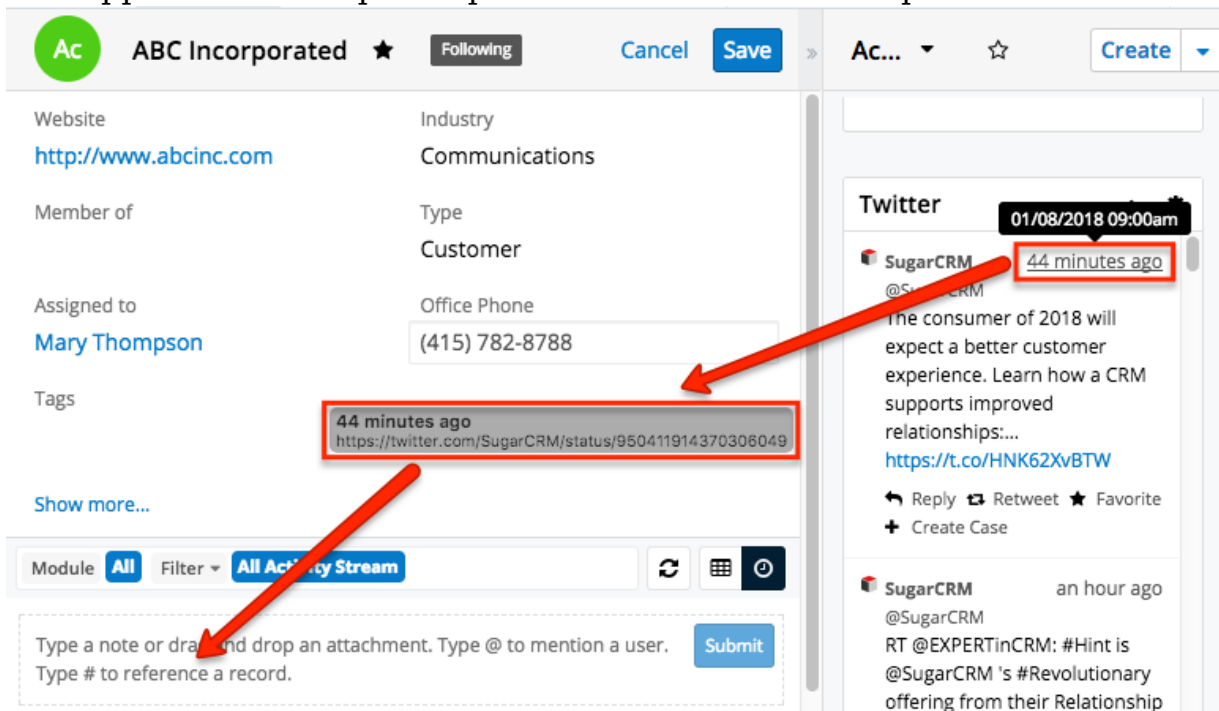 Ac
ABC Incorporated
Following
Cancel
Save
»
Ac...
Create
Website
http://www.abcinc.com
Industry
Communications
Member of
Type
Customer
Assigned to
Mary Thompson
Office Phone
(415) 782-8788
Tags
44 minutes ago
https://twitter.com/SugarCRM/status/950411914370306049
Show more...
Module All Filter All Activity Stream
Type a note or drag and drop an attachment. Type @ to mention a user.
Type # to reference a record.
Submit
Twitter
01/08/2018 09:00am
SugarCRM 44 minutes ago
@SugarCRM
The consumer of 2018 will
expect a better customer
experience. Learn how a CRM
supports improved
relationships:...
https://t.co/HNK62XvBTW
Reply Retweet Favorite
Create Case
SugarCRM an hour ago
@SugarCRM
RT @EXPERTinCRM: #Hint is
@SugarCRM 's #Revolutionary
offering from their Relationship